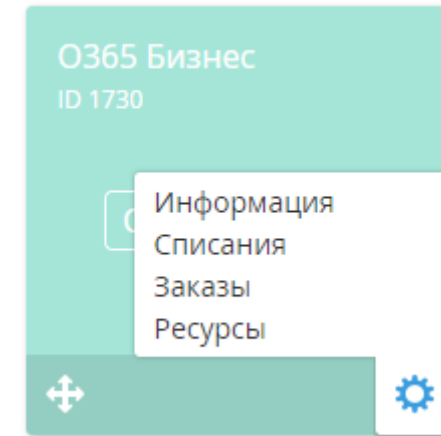 O365 Бизнес
ID 1730
Информация
Списания
Заказы
Ресурсы